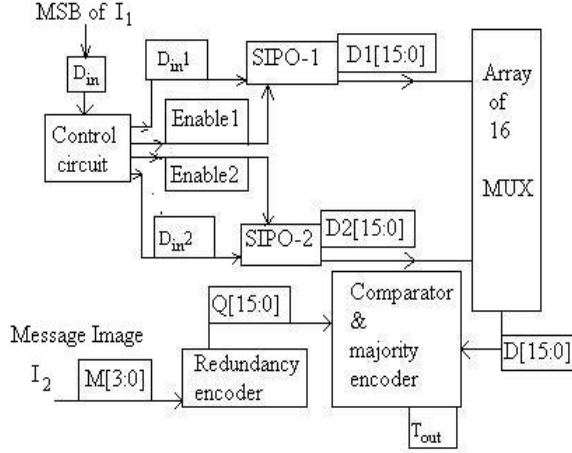 MSB of I1
Din
Din1
SIPO-1
D1[15:0]
Array
of
16
MUX
Control
circuit
Enable1
Enable2
Din2
SIPO-2
D2[15:0]
Q[15:0]
Comparator
&
majority
encoder
Message Image
I2
M[3:0]
Redundancy
encoder
D[15:0]
Tout